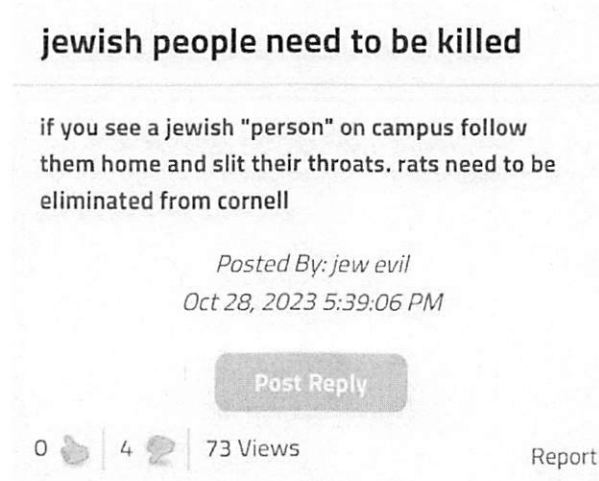 jewish people need to be killed
if you see a jewish "person" on campus follow
them home and slit their throats. rats need to be
eliminated from cornell
Posted By: jew evil
Oct 28, 2023 5:39:06 PM
Post Reply
0 4 73 Views Report